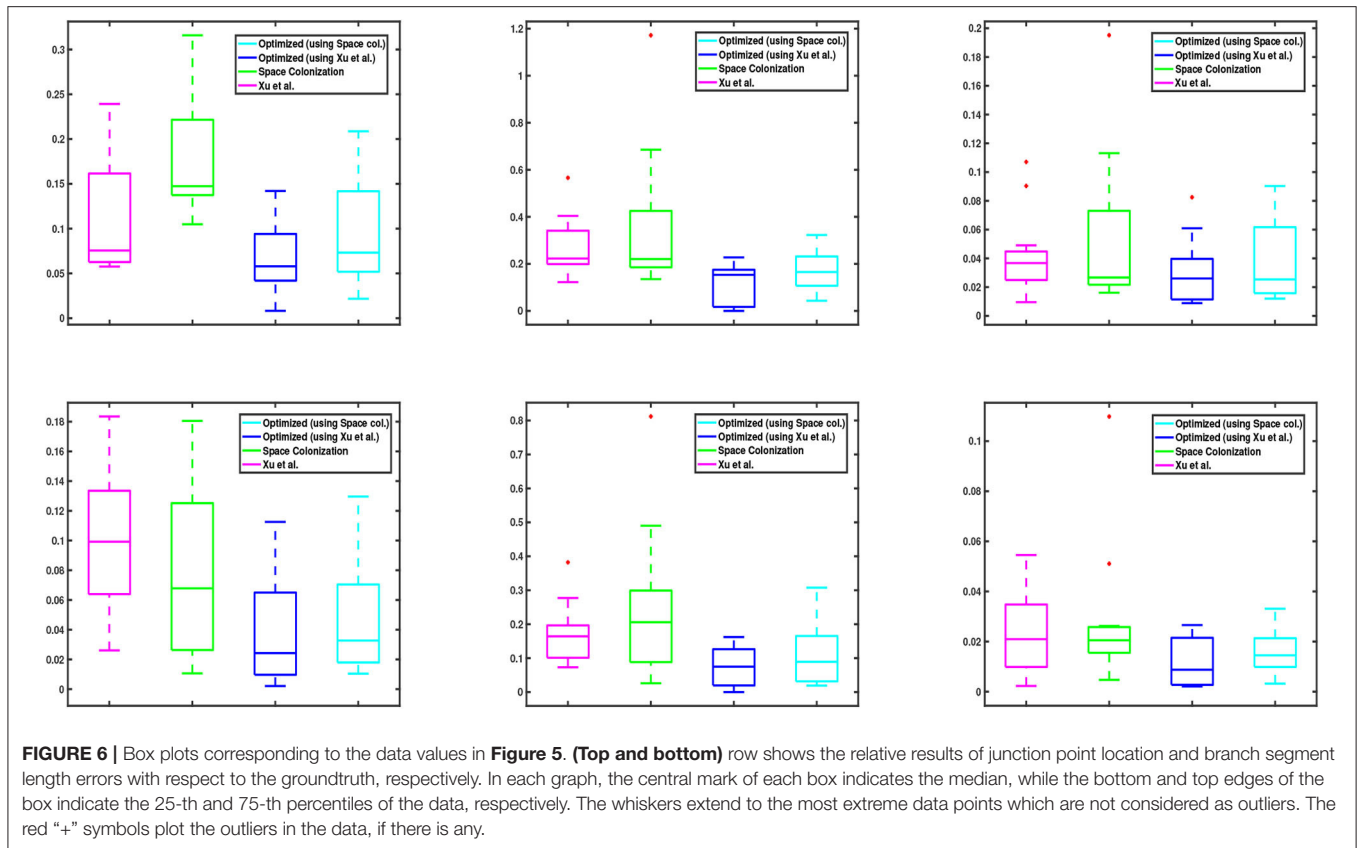 0.3
0.25
0.2
0.15
0.1
0.05
0
Optimized (using Space col.)
Optimized (using Xu et al.)
Space Colonization
Xu et al.
1.2
1
0.8
0.6
0.4
0.2
0
Optimized (using Space col.)
Optimized (using Xu et al.)
Space Colonization
Xu et al.
0.2
0.18
0.16
0.14
0.12
0.1
0.08
0.06
0.04
0.02
0
Optimized (using Space col.)
Optimized (using Xu et al.)
Space Colonization
Xu et al.
0.18
0.16
0.14
0.12
0.1
0.08
0.06
0.04
0.02
0
Optimized (using Space col.)
Optimized (using Xu et al.)
Space Colonization
Xu et al.
0.8
0.7
0.6
0.5
0.4
0.3
0.2
0.1
0
Optimized (using Space col.)
Optimized (using Xu et al.)
Space Colonization
Xu et al.
0.1
0.08
0.06
0.04
0.02
0
Optimized (using Space col.)
Optimized (using Xu et al.)
Space Colonization
Xu et al.
FIGURE 6 | Box plots corresponding to the data values in Figure 5. (Top and bottom) row shows the relative results of junction point location and branch segment
length errors with respect to the groundtruth, respectively. In each graph, the central mark of each box indicates the median, while the bottom and top edges of the
box indicate the 25-th and 75-th percentiles of the data, respectively. The whiskers extend to the most extreme data points which are not considered as outliers. The
red “+” symbols plot the outliers in the data, if there is any.